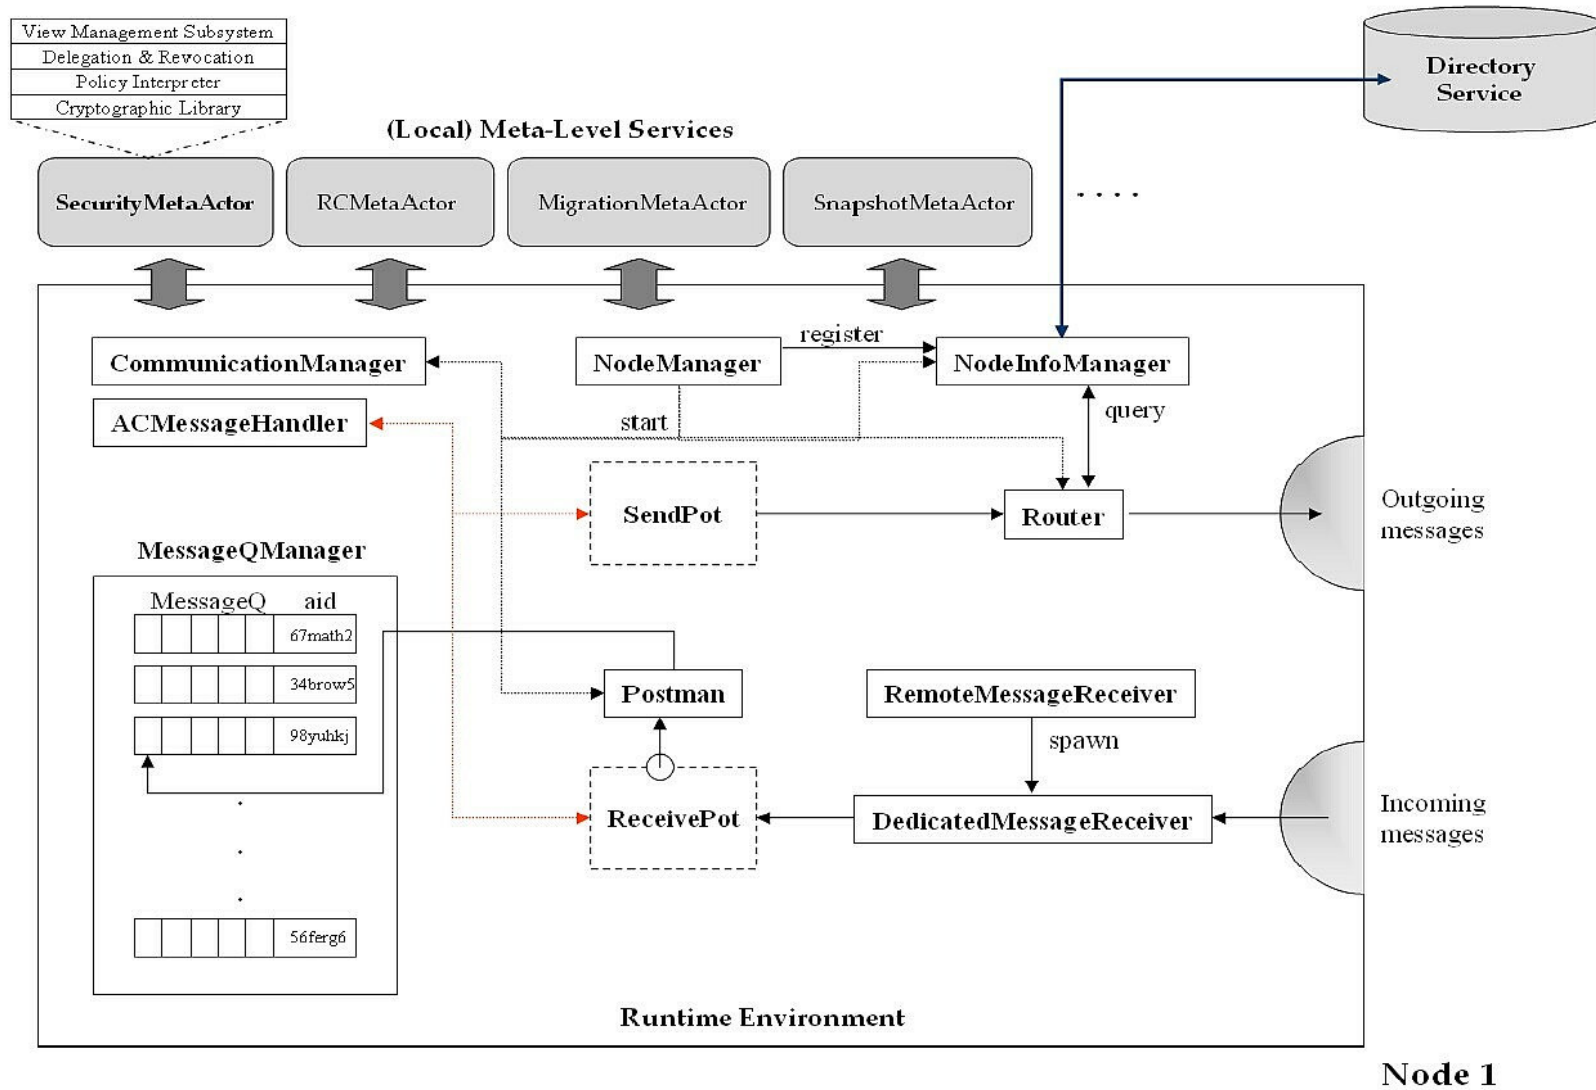 View Management Subsystem
Delegation & Revocation
Policy Interpreter
Cryptographic Library
Directory
Service
(Local) Meta-Level Services
SecurityMetaActor
RCMetaActor
MigrationMetaActor
SnapshotMetaActor
. . . .
register
CommunicationManager
NodeManager
NodeInfoManager
ACMessageHandler
start
query
SendPot
Router
Outgoing
messages
MessageQManager
MessageQ aid
67math2
34brow5
98yuhkj
56ferg6
Postman
RemoteMessageReceiver
spawn
ReceivePot
DedicatedMessageReceiver
Incoming
messages
Runtime Environment
Node 1